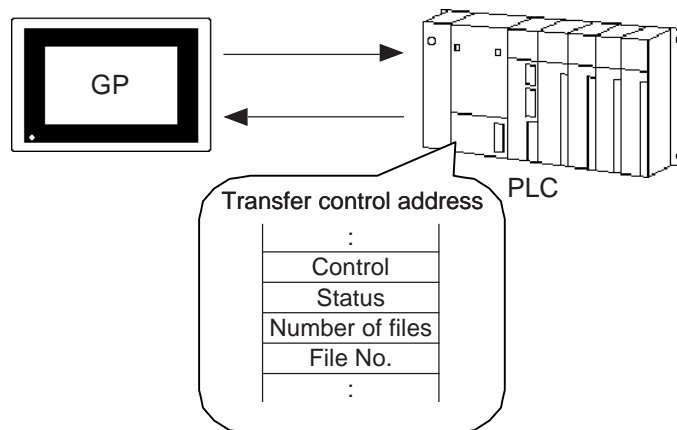 GP
PLC
Transfer control address
:
Control
Status
Number of files
File No.
: